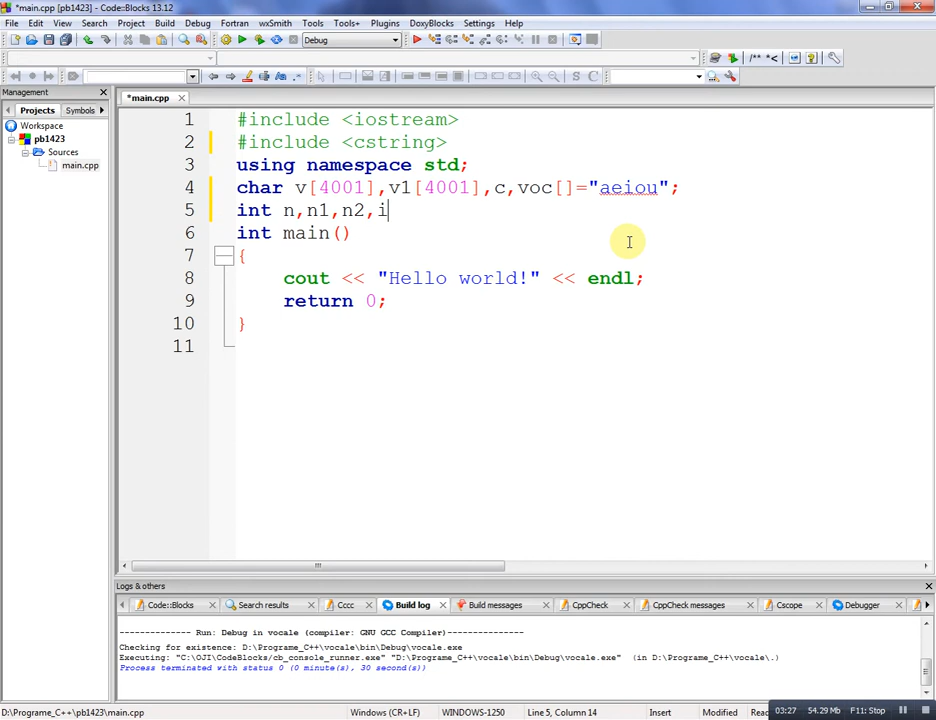 *main.cpp [pb1423] - Code::Blocks 13.12
File Edit View Search Project Build Debug Fortran wxSmith Tools Tools+ Plugins DoxyBlocks Settings Help
Debug
/** *<
S C
Management
*main.cpp
Projects Symbols
Workspace
pb1423
Sources
main.cpp
1 #include <iostream>
2 #include <cstring>
3 using namespace std;
4 char v[4001],v1[4001],c,voc[]="aeiou";
5 int n,n1,n2,i
6 int main()
7 {
8 cout << "Hello world!" << endl;
9 return 0;
10 }
11
Logs & others
Code::Blocks Search results Cccc Build log Build messages CppCheck CppCheck messages Cscope Debugger
-------------- Run: Debug in vocale (compiler: GNU GCC Compiler)---------------
Checking for existence: D:\Programe_C++\vocale\bin\Debug\vocale.exe
Executing: "C:\OJI\CodeBlocks/cb_console_runner.exe" "D:\Programe_C++\vocale\bin\Debug\vocale.exe" (in D:\Programe_C++\vocale\.)
Process terminated with status 0 (0 minute(s), 30 second(s))
D:\Programe_C++\pb1423\main.cpp Windows (CR+LF) WINDOWS-1250 Line 5, Column 14 Insert Modified 03:27 54.29 Mb F11: Stop